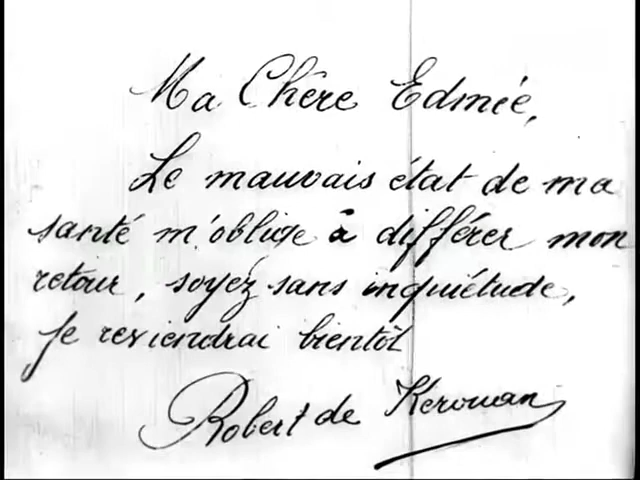 Ma Chère Edmée,
Le mauvais état de ma
santé m'oblige à différer mon
retour, soyez sans inquiétude,
Je reviendrai bientôt
Robert de Kerouan